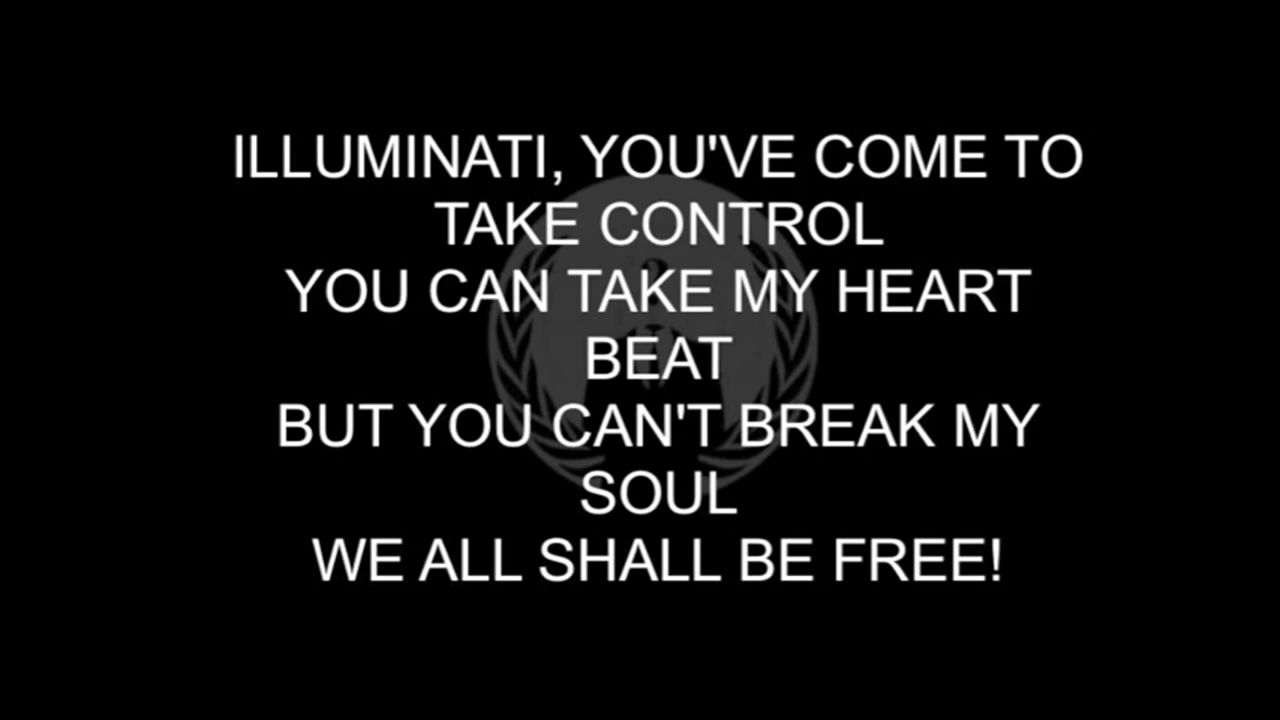 ILLUMINATI, YOU'VE COME TO
TAKE CONTROL
YOU CAN TAKE MY HEART
BEAT
BUT YOU CAN'T BREAK MY
SOUL
WE ALL SHALL BE FREE!